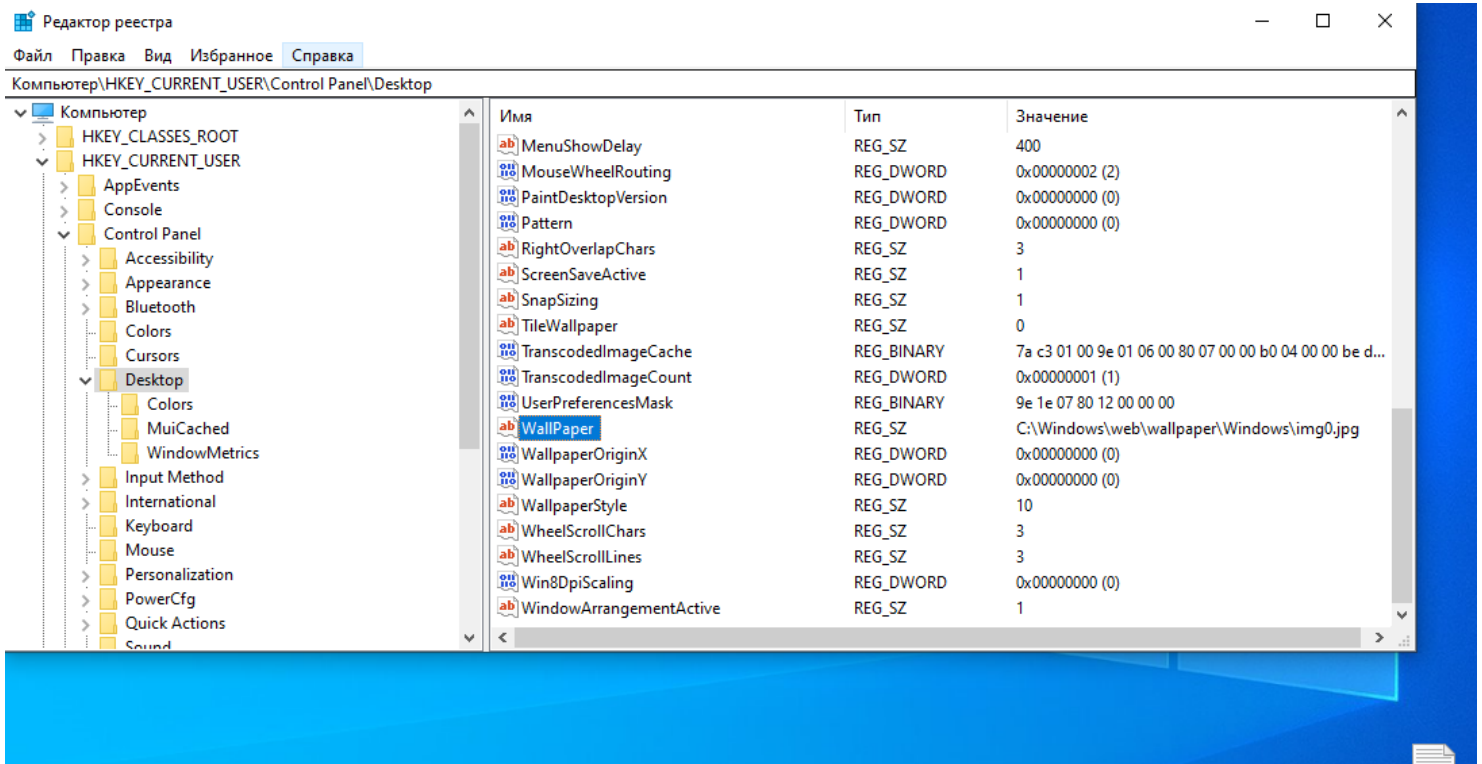 Редактор реестра
Файл Правка Вид Избранное Справка
Компьютер\HKEY_CURRENT_USER\Control Panel\Desktop
Компьютер
HKEY_CLASSES_ROOT
HKEY_CURRENT_USER
AppEvents
Console
Control Panel
Accessibility
Appearance
Bluetooth
Colors
Cursors
Desktop
Colors
MuiCached
WindowMetrics
Input Method
International
Keyboard
Mouse
Personalization
PowerCfg
Quick Actions
Sound
Имя Тип Значение
MenuShowDelay REG_SZ 400
MouseWheelRouting REG_DWORD 0x00000002 (2)
PaintDesktopVersion REG_DWORD 0x00000000 (0)
Pattern REG_DWORD 0x00000000 (0)
RightOverlapChars REG_SZ 3
ScreenSaveActive REG_SZ 1
SnapSizing REG_SZ 1
TileWallpaper REG_SZ 0
TranscodedImageCache REG_BINARY 7a c3 01 00 9e 01 06 00 80 07 00 00 b0 04 00 00 be d...
TranscodedImageCount REG_DWORD 0x00000001 (1)
UserPreferencesMask REG_BINARY 9e 1e 07 80 12 00 00 00
WallPaper REG_SZ C:\Windows\web\wallpaper\Windows\img0.jpg
WallpaperOriginX REG_DWORD 0x00000000 (0)
WallpaperOriginY REG_DWORD 0x00000000 (0)
WallpaperStyle REG_SZ 10
WheelScrollChars REG_SZ 3
WheelScrollLines REG_SZ 3
Win8DpiScaling REG_DWORD 0x00000000 (0)
WindowArrangementActive REG_SZ 1